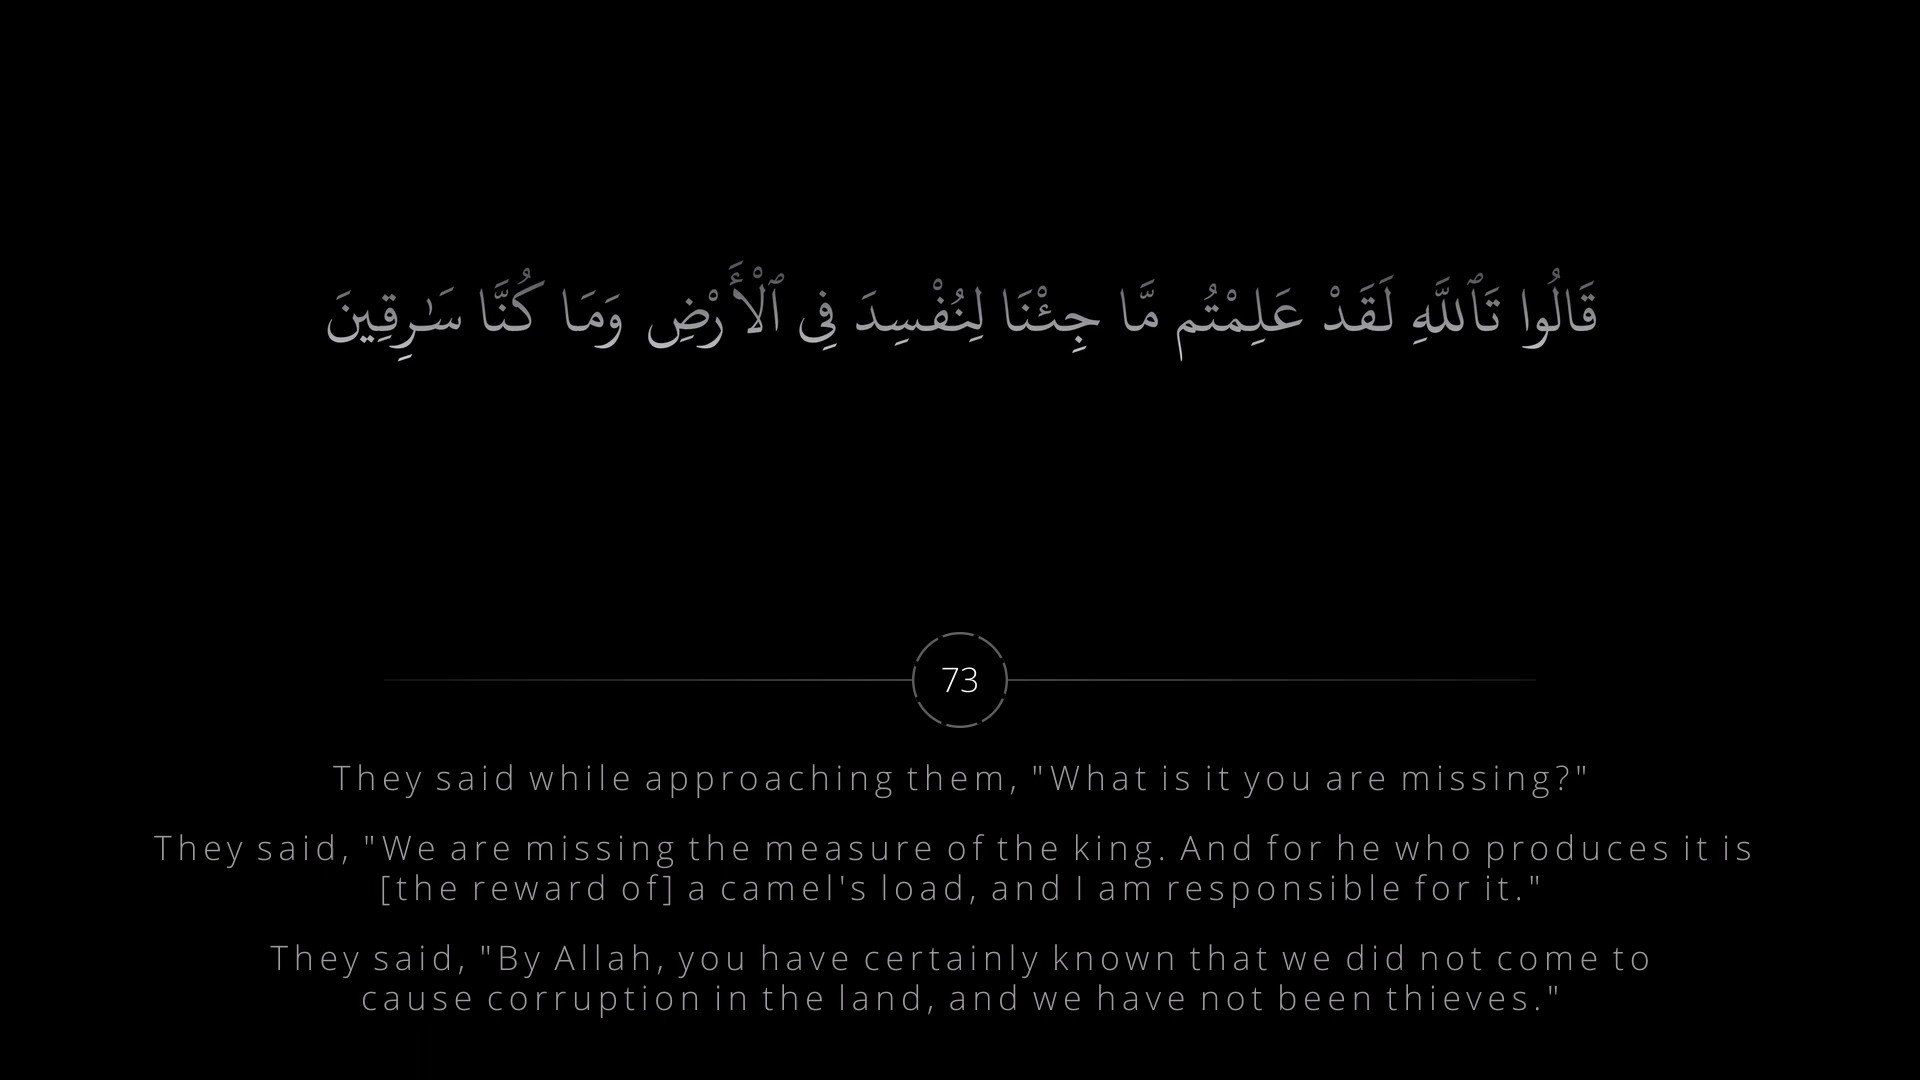 قَالُوا تَٱللَّهِ لَقَدْ عَلِمْتُم مَّا جِئْنَا لِنُفْسِدَ فِى ٱلْأَرْضِ وَمَا كُنَّا سَـٰرِقِينَ
73
They said while approaching them, "What is it you are missing?"
They said, "We are missing the measure of the king. And for he who produces it is
[the reward of] a camel's load, and I am responsible for it."
They said, "By Allah, you have certainly known that we did not come to
cause corruption in the land, and we have not been thieves."